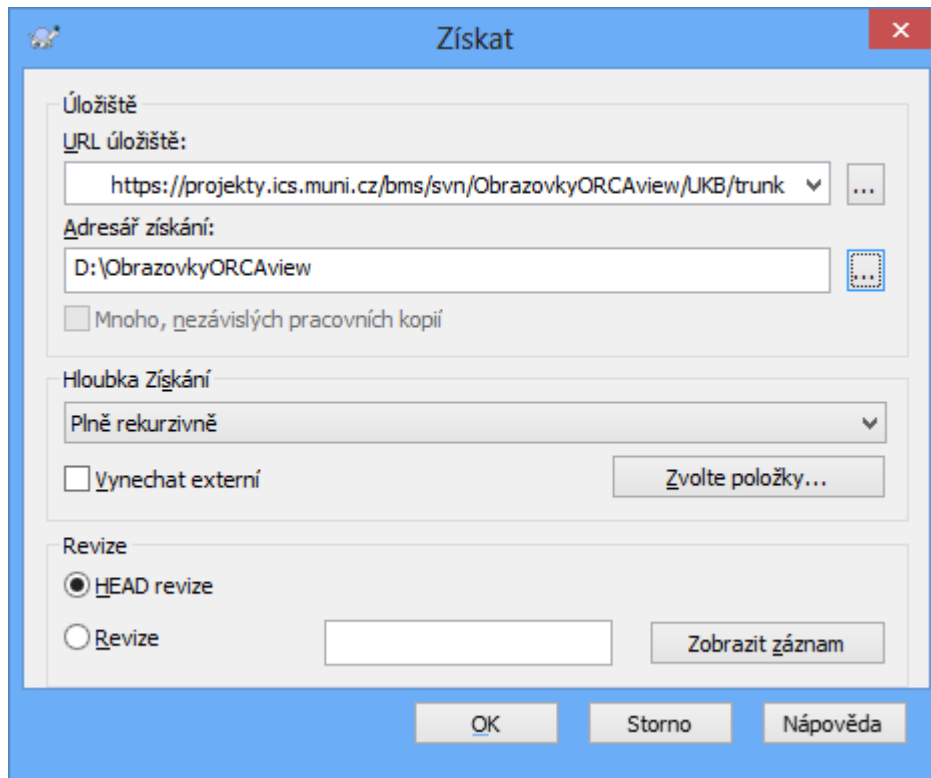 Získat
Úložiště
URL úložiště:
https://projekty.ics.muni.cz/bms/svn/ObrazovkyORCAview/UKB/trunk
...
Adresář získání:
D:\ObrazovkyORCAview
...
Mnoho, nezávislých pracovních kopií
Hloubka Získání
Plně rekurzivně
Vynechat externí
Zvolte položky...
Revize
HEAD revize
Revize
Zobrazit záznam
OK
Storno
Nápověda